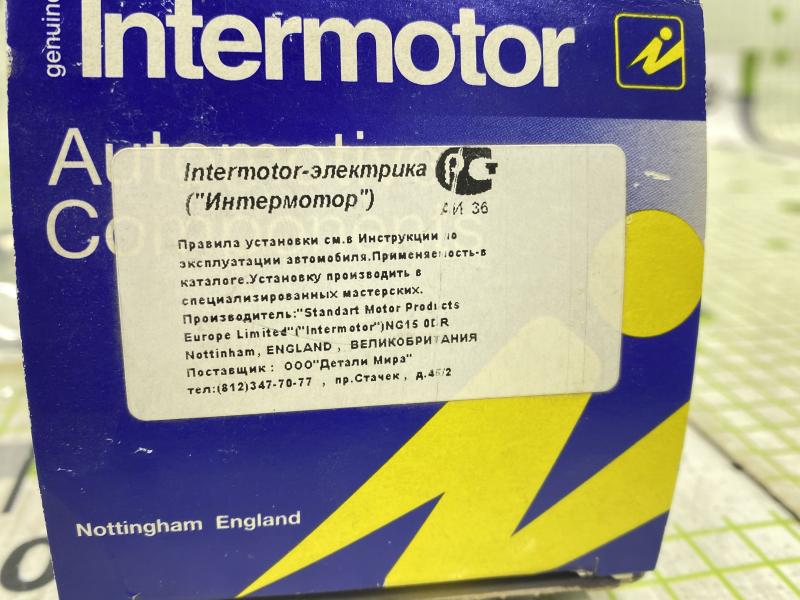 genuine
Intermotor
Automotive
Components
Intermotor-электрика
("Интермотор")
АИ 36
Правила установки см.в Инструкции по
эксплуатации автомобиля.Применяемость-в
каталоге.Установку производить в
специализированных мастерских.
Производитель:"Standart Motor Products
Europe Limited"("Intermotor")NG15 0DR
Nottinham, ENGLAND , ВЕЛИКОБРИТАНИЯ
Поставщик : ООО"Детали Мира"
тел:(812)347-70-77 , пр.Стачек , д.45/2
Nottingham England